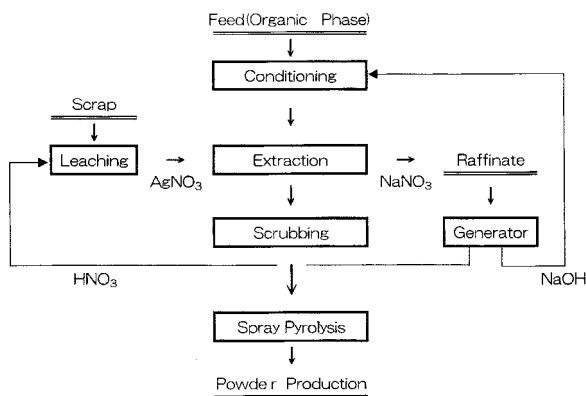 Feed(Organic Phase)
Conditioning
Scrap
Leaching
AgNO₃
Extraction
NaNO₃
Raffinate
Scrubbing
Generator
HNO₃
NaOH
Spray Pyrolysis
Powder Production